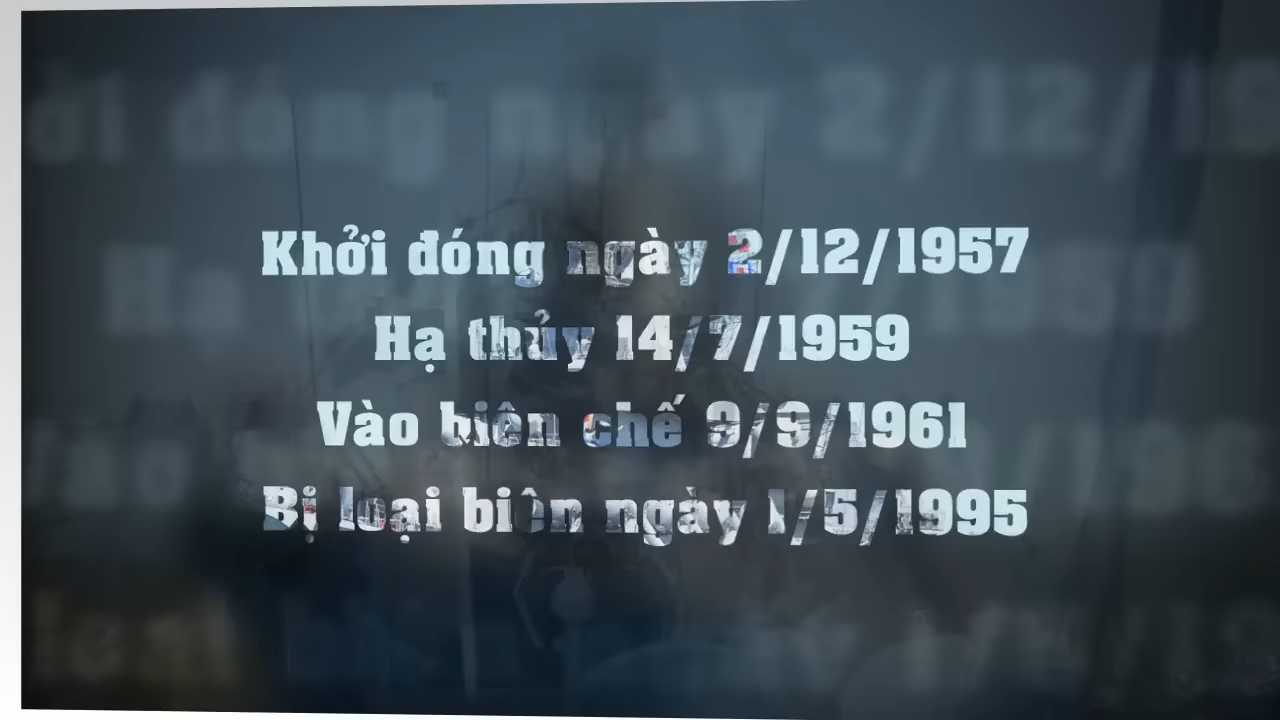 Khởi đóng ngày 2/12/1957
Hạ thủy 14/7/1959
Vào biên chế 9/9/1961
Bị loại biên ngày 1/5/1995